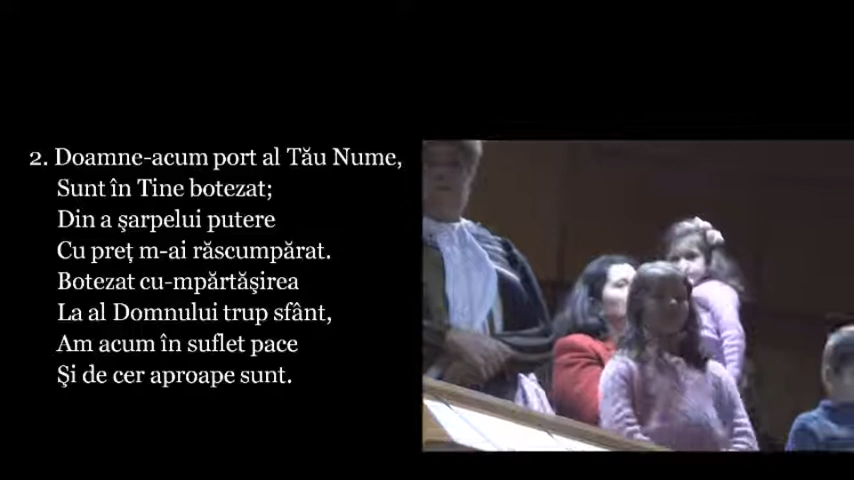 2. Doamne-acum port al Tău Nume,
Sunt în Tine botezat;
Din a şarpelui putere
Cu preţ m-ai răscumpărat.
Botezat cu-mpărtăşirea
La al Domnului trup sfânt,
Am acum în suflet pace
Şi de cer aproape sunt.